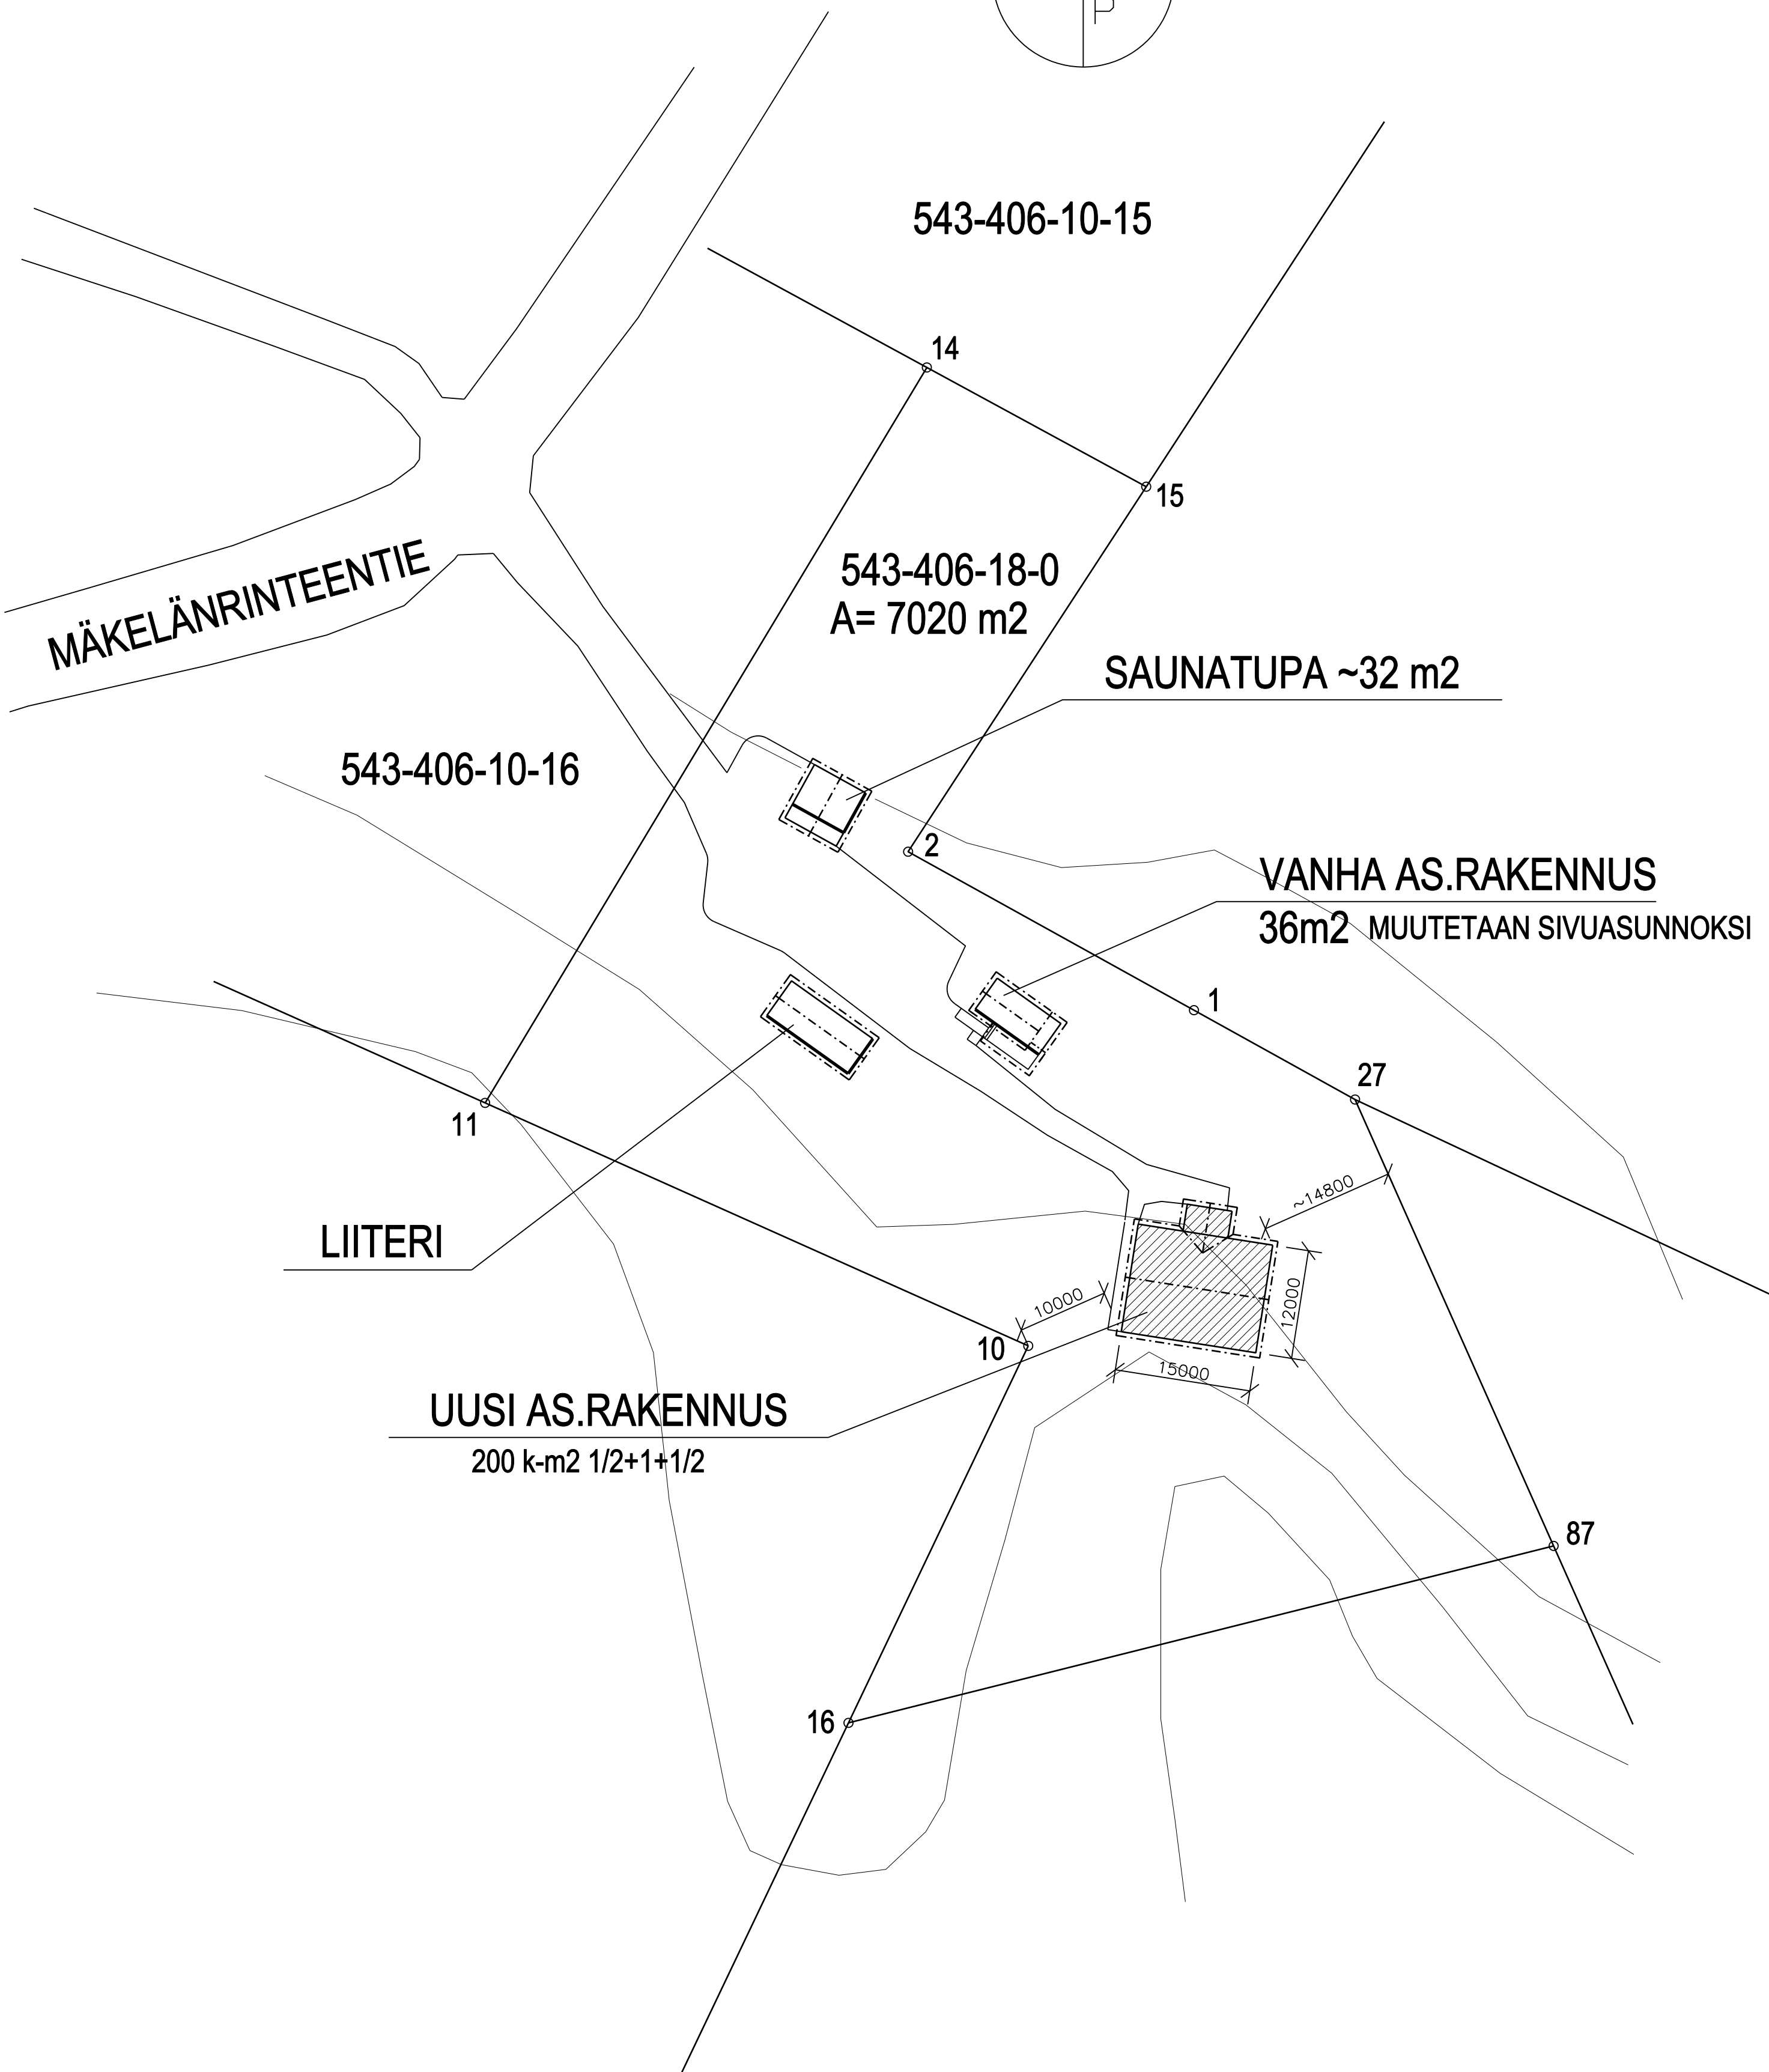 P
543-406-10-15
14
15
543-406-18-0
A= 7020 m2
MÄKELÄNRINTEENTIE
SAUNATUPA ~32 m2
543-406-10-16
2
VANHA AS.RAKENNUS
36m2 MUUTETAAN SIVUASUNNOKSI
1
27
11
~14800
LIITERI
12000
10000
10
15000
UUSI AS.RAKENNUS
200 k-m2 1/2+1+1/2
87
16